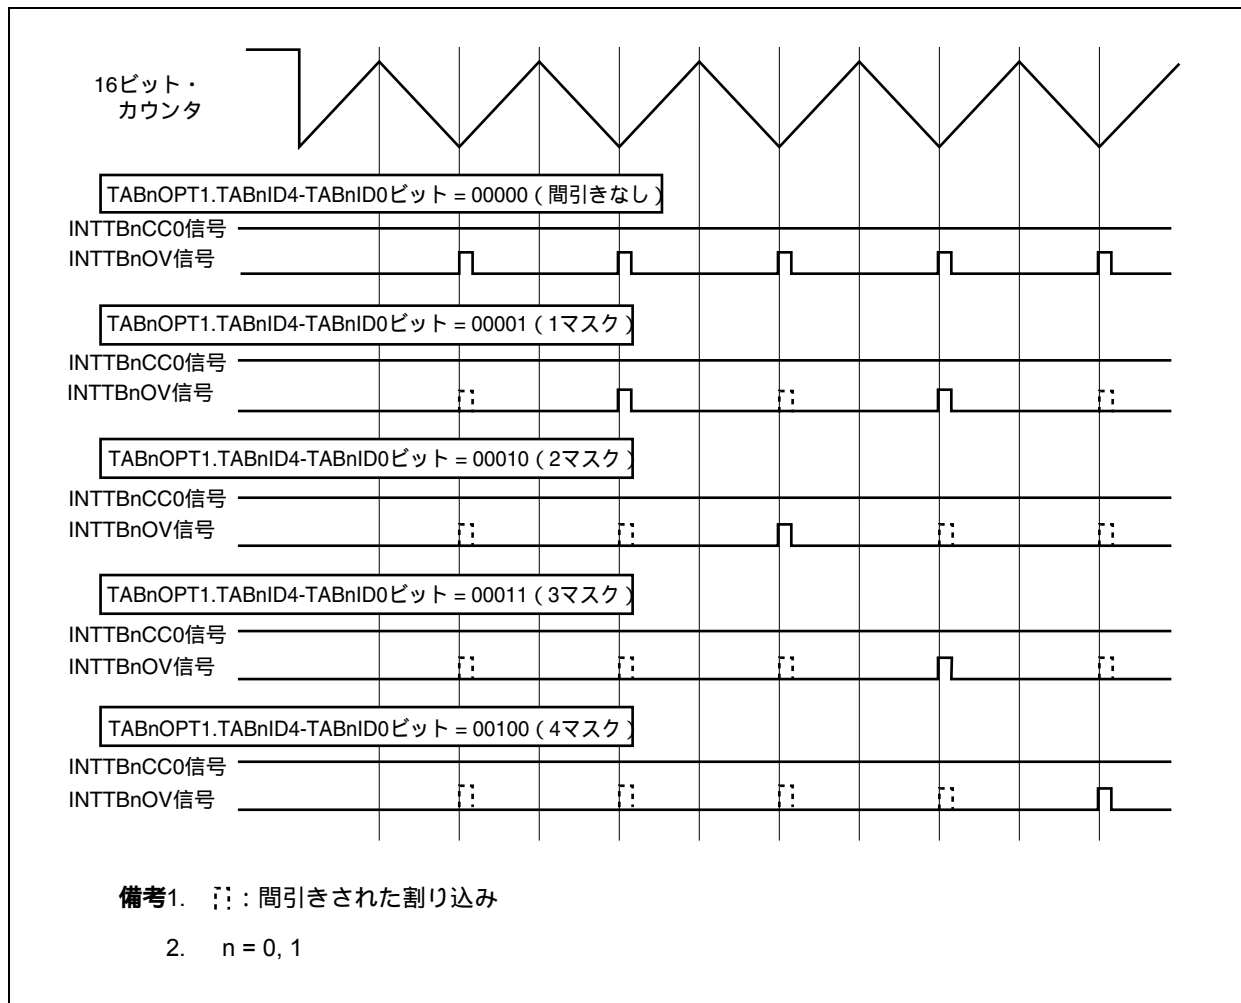 16ビット・
カウンタ
TABnOPT1.TABnID4-TABnID0ビット = 00000 ( 間引きなし )
INTTBnCC0信号
INTTBnOV信号
TABnOPT1.TABnID4-TABnID0ビット = 00001 ( 1マスク )
INTTBnCC0信号
INTTBnOV信号
TABnOPT1.TABnID4-TABnID0ビット = 00010 ( 2マスク )
INTTBnCC0信号
INTTBnOV信号
TABnOPT1.TABnID4-TABnID0ビット = 00011 ( 3マスク )
INTTBnCC0信号
INTTBnOV信号
TABnOPT1.TABnID4-TABnID0ビット = 00100 ( 4マスク )
INTTBnCC0信号
INTTBnOV信号
備考1. : 間引きされた割り込み
2. n = 0, 1